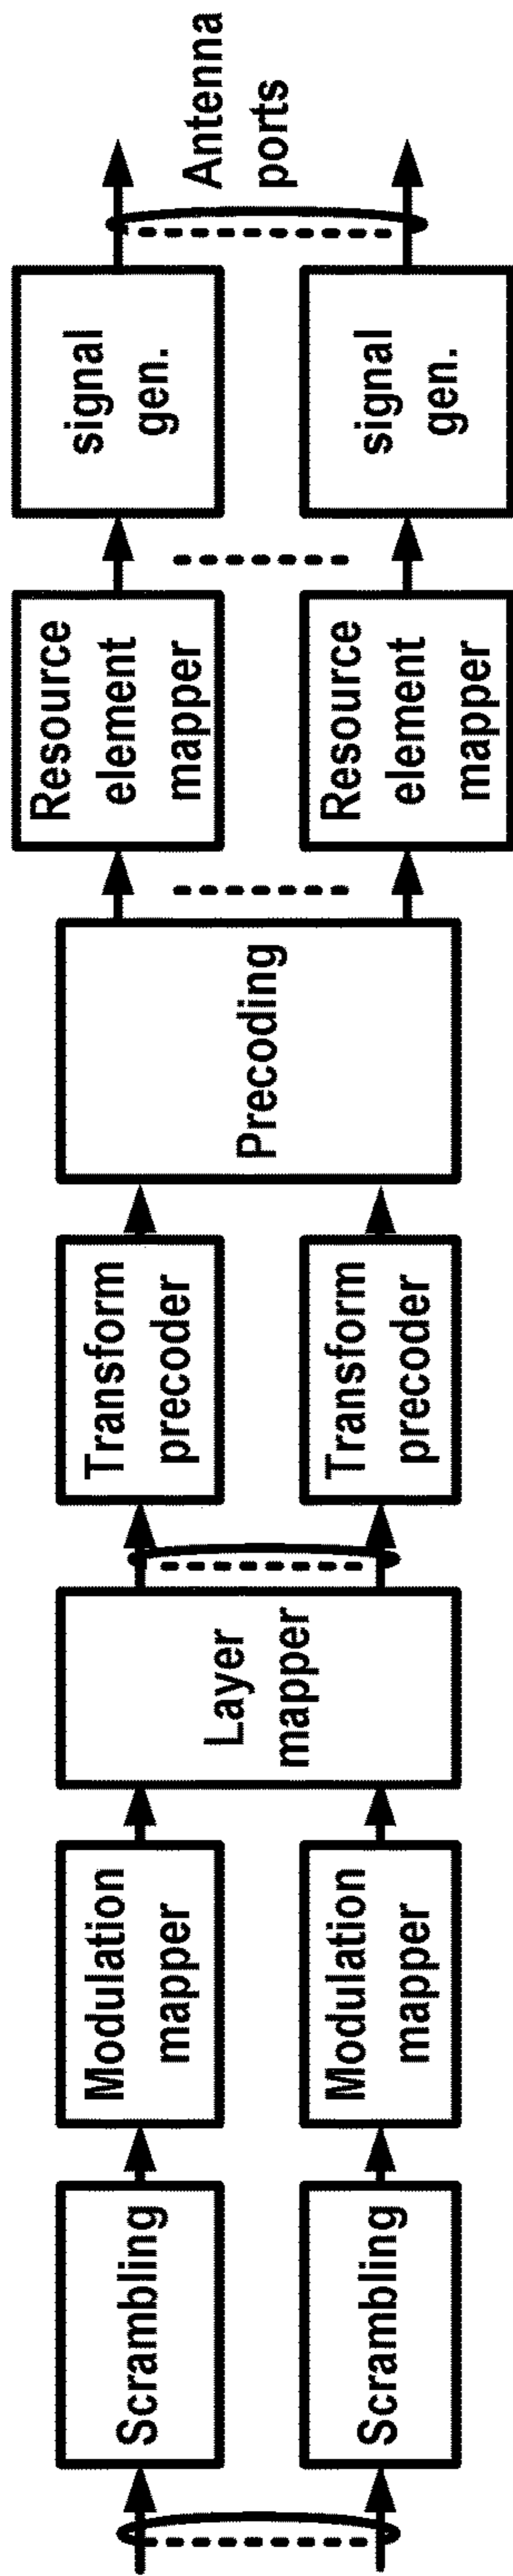 Scrambling
Scrambling
Modulation
mapper
Modulation
mapper
Layer
mapper
Transform
precoder
Transform
precoder
Precoding
Resource
element
mapper
Resource
element
mapper
signal
gen.
signal
gen.
Antenna
ports